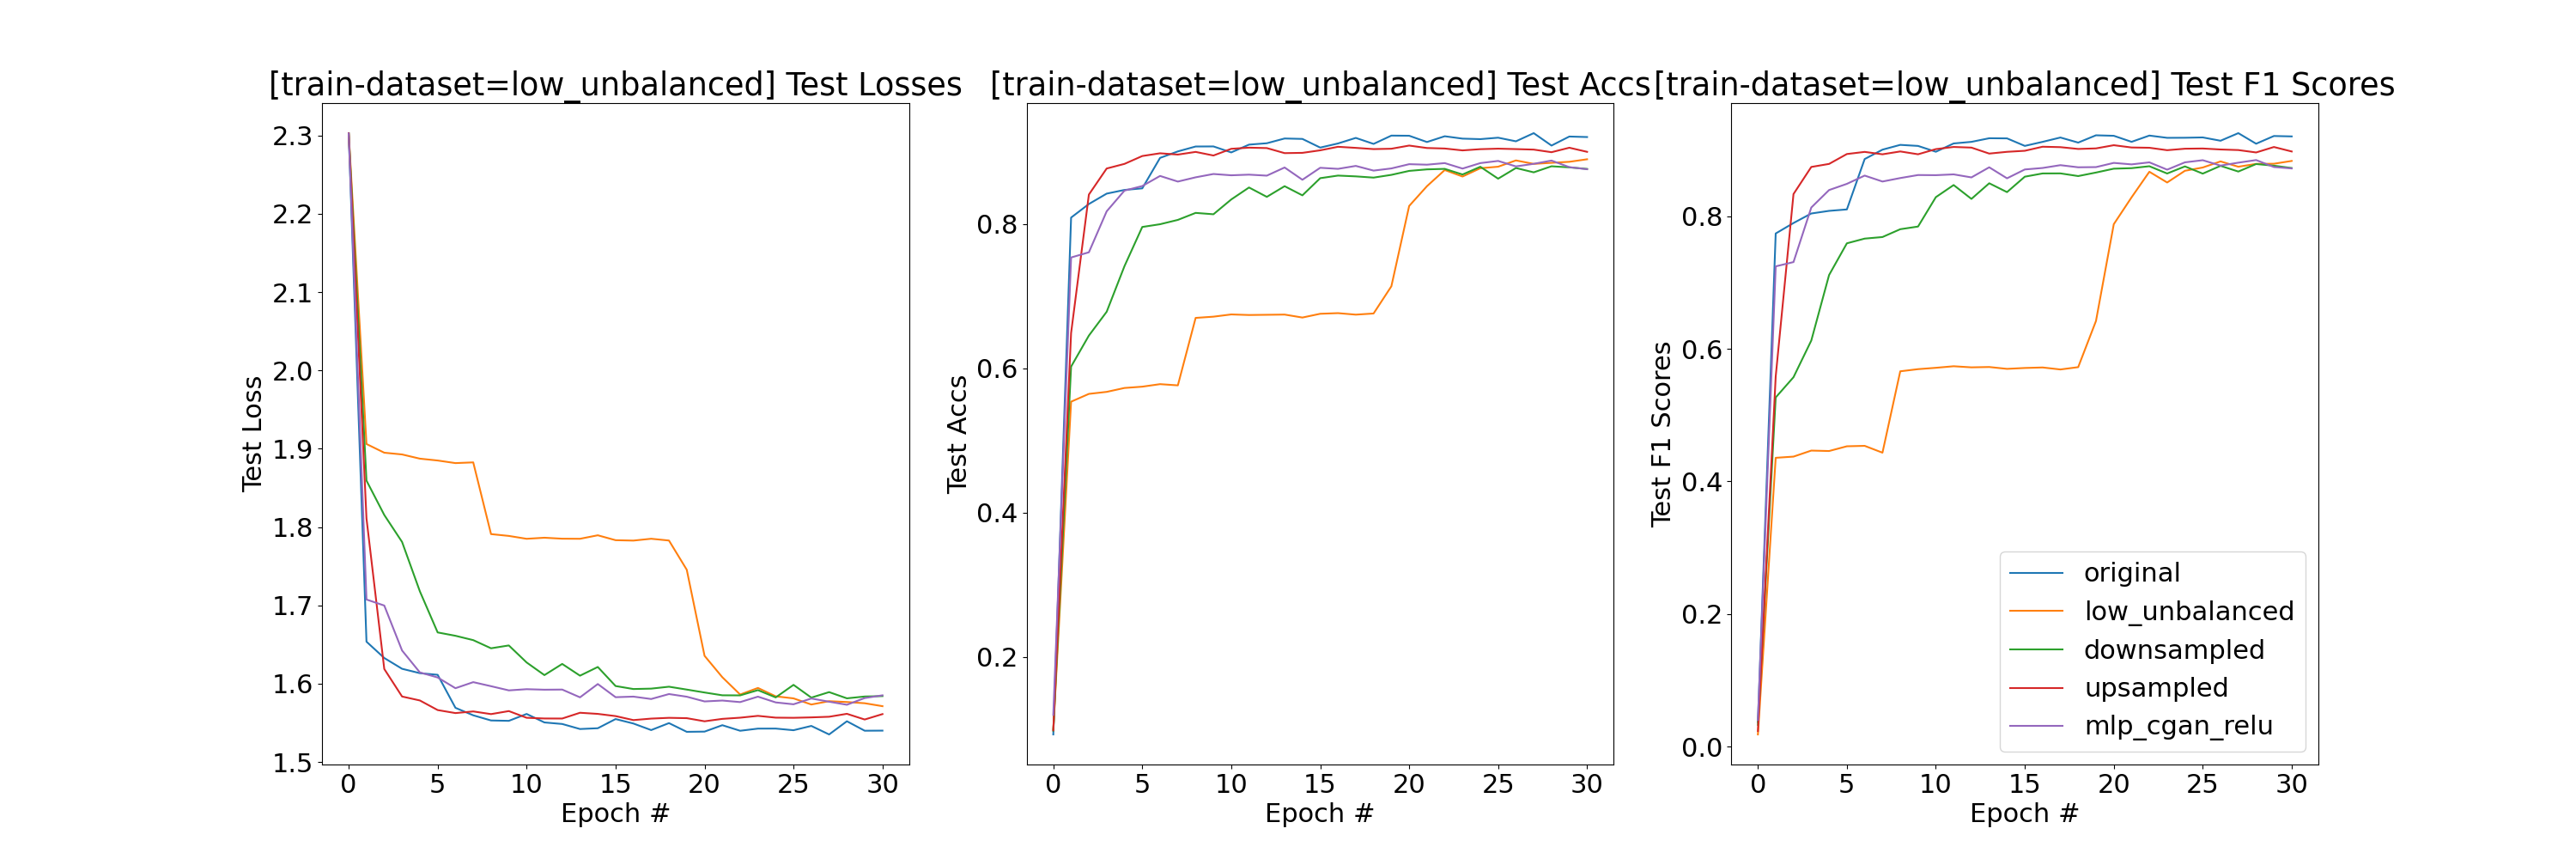 [train-dataset=low_unbalanced] Test Losses
2.3
2.2
2.1
2.0
1.9
1.8
1.7
1.6
1.5
Test Loss
0 5 10 15 20 25 30
Epoch #
[train-dataset=low_unbalanced] Test Accs
0.8
0.6
0.4
0.2
Test Accs
0 5 10 15 20 25 30
Epoch #
[train-dataset=low_unbalanced] Test F1 Scores
0.8
0.6
0.4
0.2
0.0
Test F1 Scores
0 5 10 15 20 25 30
Epoch #
original
low_unbalanced
downsampled
upsampled
mlp_cgan_relu